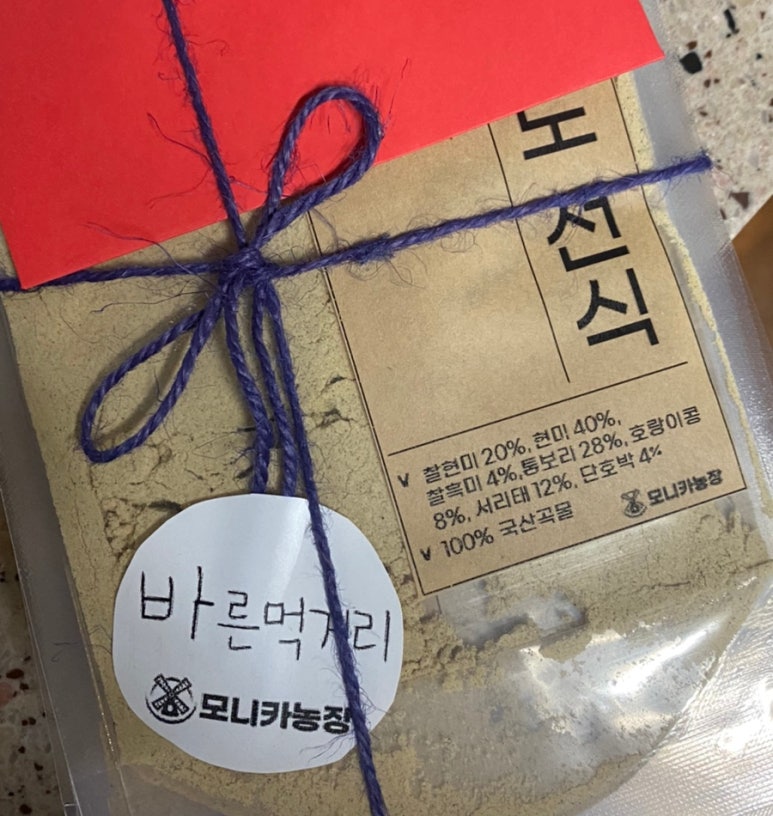 선
식
v 찰현미 20%, 현미 40%,
찰흑미 4%,통보리 28%, 호랑이콩
8%, 서리태 12%, 단호박 4%
v 100% 국산곡물
모니카농장
바른먹거리
모니카농장